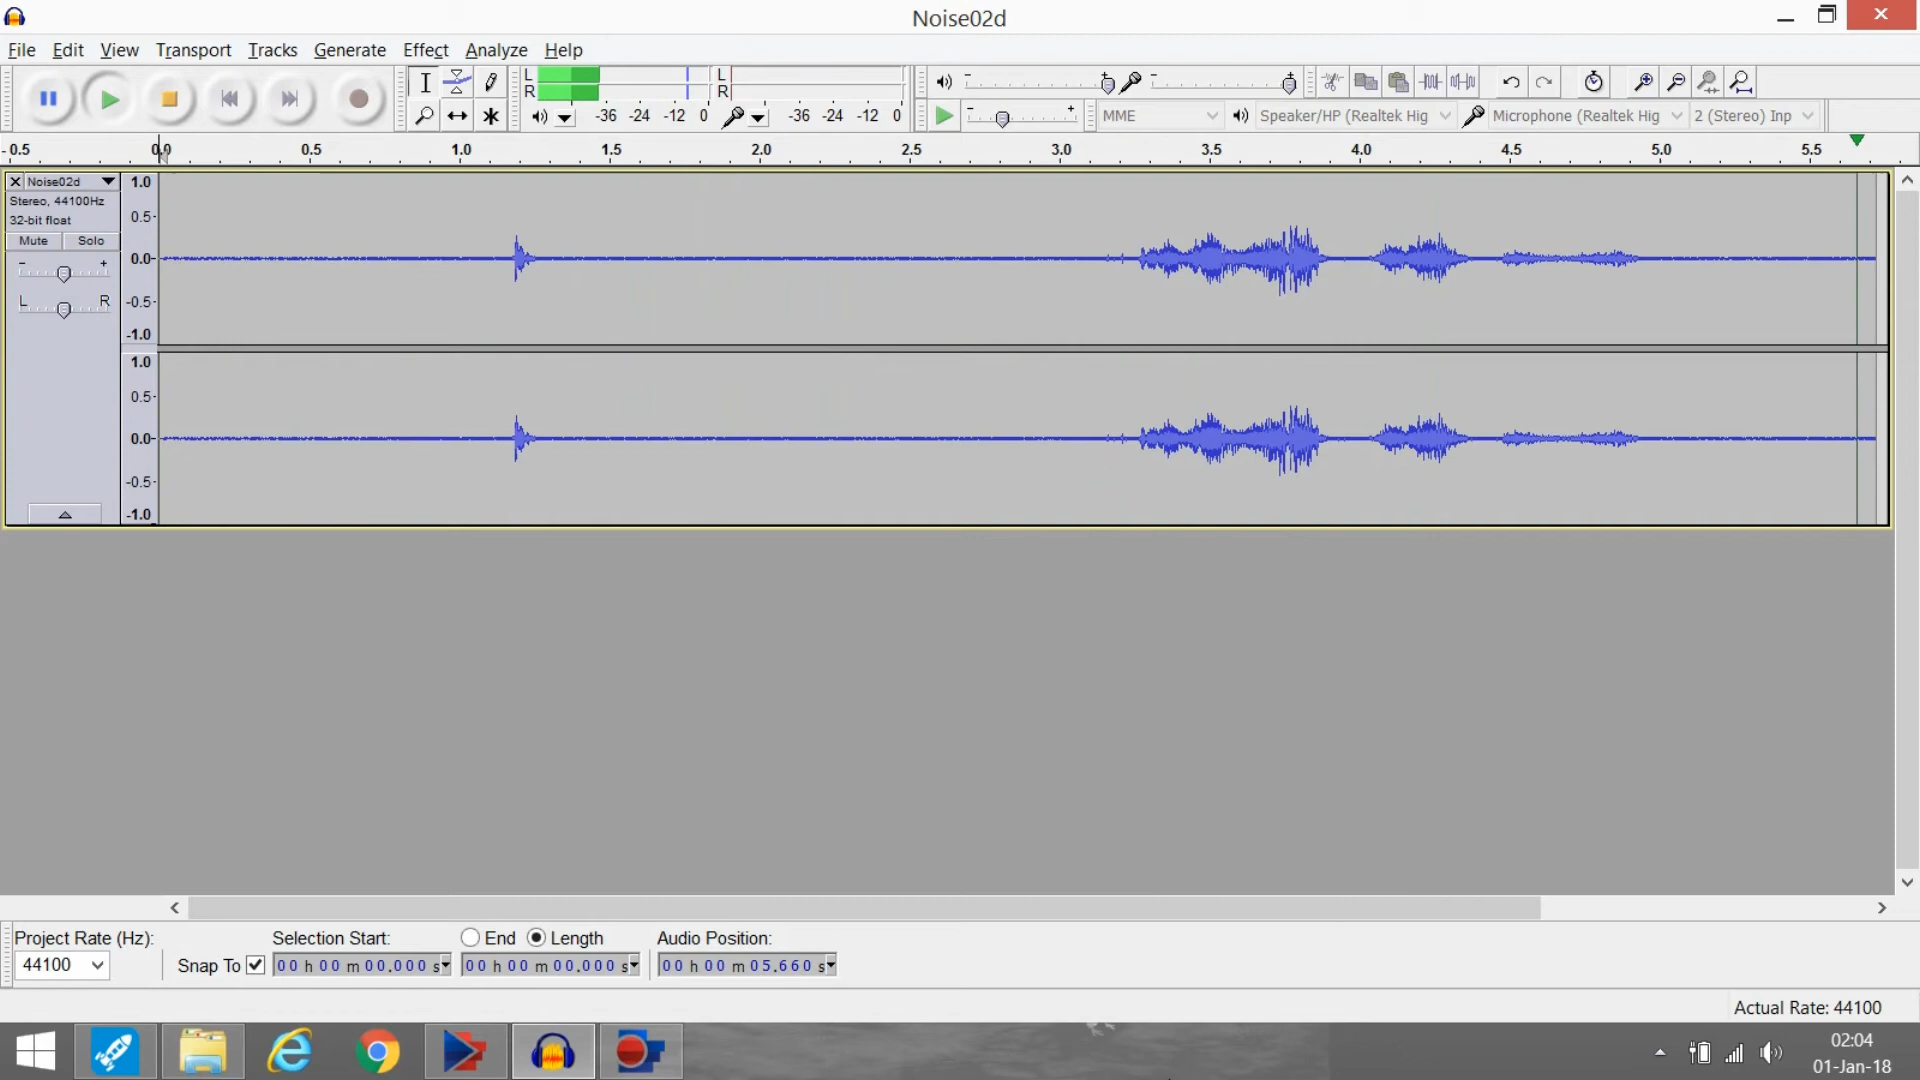 Noise02d
File Edit View Transport Tracks Generate Effect Analyze Help
L L
R R
-36 -24 -12 0 -36 -24 -12 0
MME Speaker/HP (Realtek Hig Microphone (Realtek Hig 2 (Stereo) Inp
-0.5 0.0 0.5 1.0 1.5 2.0 2.5 3.0 3.5 4.0 4.5 5.0 5.5
Noise02d
Stereo, 44100Hz
32-bit float
Mute Solo
- +
L R
1.0
0.5-
0.0-
-0.5-
-1.0
1.0
0.5-
0.0-
-0.5-
-1.0
Project Rate (Hz): Selection Start: End Length Audio Position:
44100 Snap To 00 h 00 m 00.000 s 00 h 00 m 00.000 s 00 h 00 m 05.660 s
Actual Rate: 44100
02:04
01-Jan-18